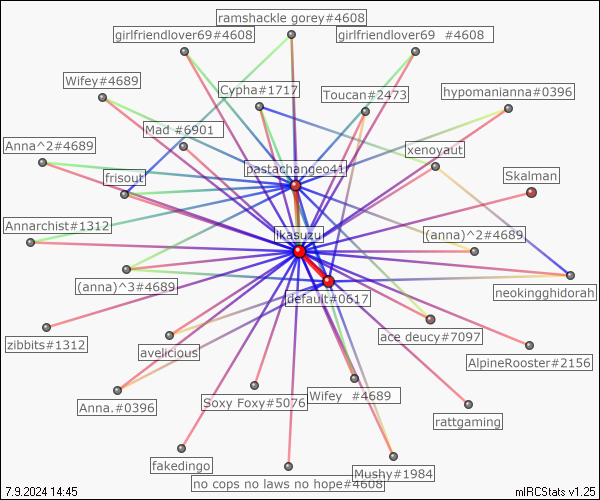 ramshackle gorey#4608
girlfriendlover69#4608
girlfriendlover69 #4608
Wifey#4689
Cypha#1717
Toucan#2473
hypomanianna#0396
Mad #6901
Anna^2#4689
xenoyaut
frisout
pastachangeo41
Skalman
Annarchist#1312
ikasuzu
(anna)^2#4689
(anna)^3#4689
default#0617
neokingghidorah
zibbits#1312
avelicious
ace deucy#7097
AlpineRooster#2156
Anna.#0396
Soxy Foxy#5076
Wifey #4689
rattgaming
fakedingo
no cops no laws no hope#4608
Mushy#1984
7.9.2024 14:45
mIRCStats v1.25